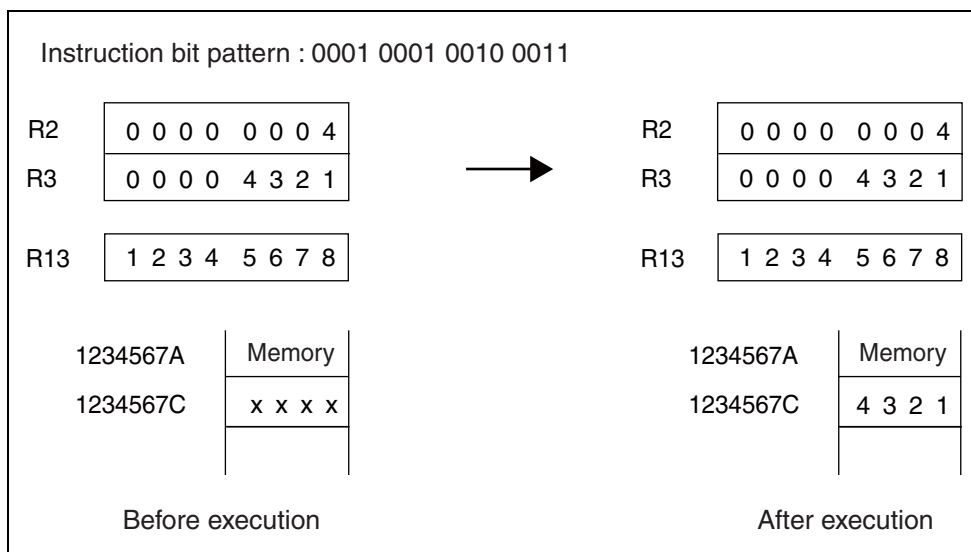 Instruction bit pattern : 0001 0001 0010 0011
R2 0 0 0 0 0 0 0 4
R3 0 0 0 0 4 3 2 1
R13 1 2 3 4 5 6 7 8
1234567A Memory
1234567C x x x x
Before execution
R2 0 0 0 0 0 0 0 4
R3 0 0 0 0 4 3 2 1
R13 1 2 3 4 5 6 7 8
1234567A Memory
1234567C 4 3 2 1
After execution